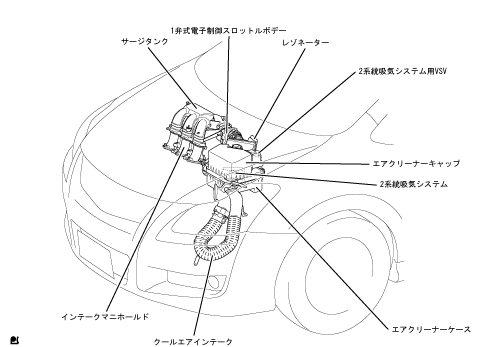 1弁式電子制御スロットルボデー
サージタンク
レゾネーター
2系統吸気システム用VSV
エアクリーナーキャップ
2系統吸気システム
インテークマニホールド
エアクリーナーケース
クールエアインテーク